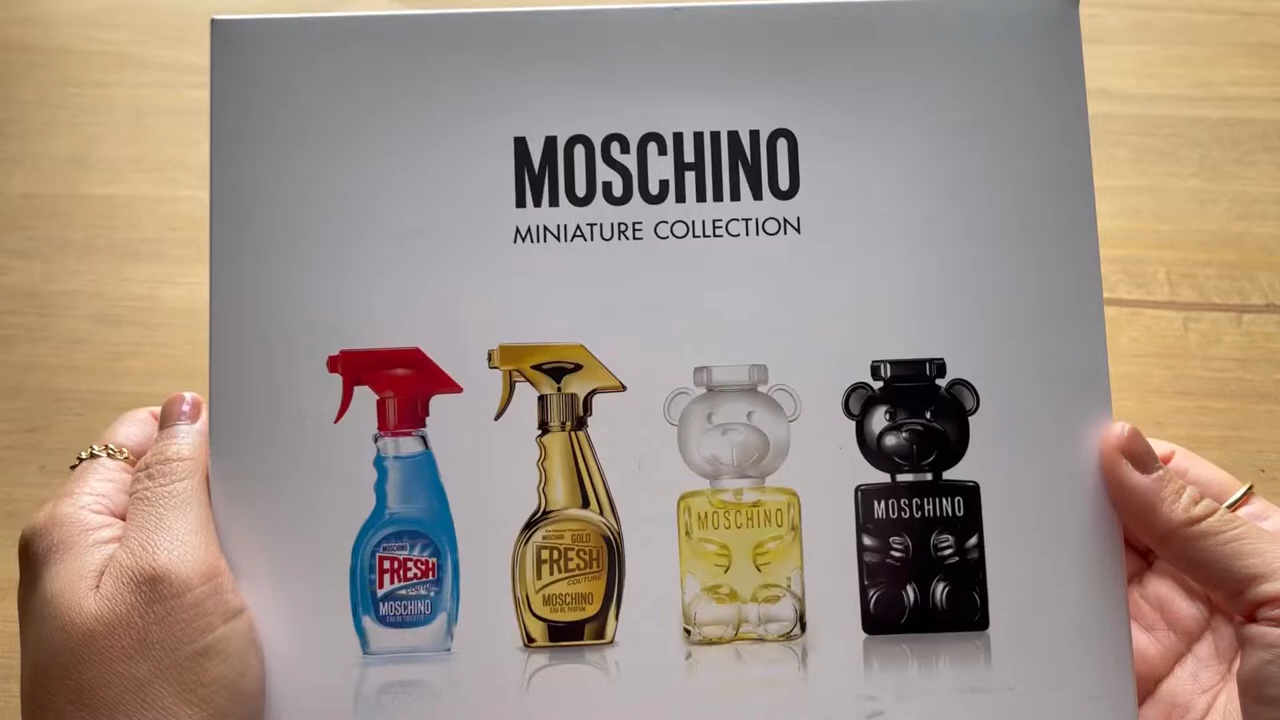 MOSCHINO
MINIATURE COLLECTION
MOSCHINO
FRESH
COUTURE
MOSCHINO
EAU DE TOILETTE
MOSCHINO GOLD
FRESH
COUTURE
MOSCHINO
EAU DE PARFUM
MOSCHINO
MOSCHINO